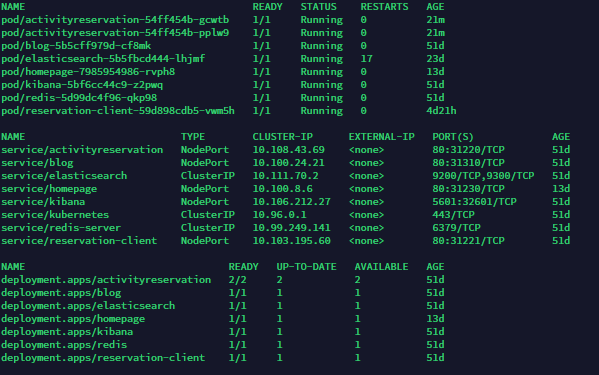 NAME READY STATUS RESTARTS AGE
pod/activityreservation-54ff454b-gcwtb 1/1 Running 0 21m
pod/activityreservation-54ff454b-pplw9 1/1 Running 0 21m
pod/blog-5b5cff979d-cf8mk 1/1 Running 0 51d
pod/elasticsearch-5b5fbcd444-lhjmf 1/1 Running 17 23d
pod/homepage-7985954986-rvph8 1/1 Running 0 13d
pod/kibana-5bf6cc44c9-z2pwq 1/1 Running 0 51d
pod/redis-5d99dc4f96-qkp98 1/1 Running 0 51d
pod/reservation-client-59d898cdb5-vwm5h 1/1 Running 0 4d21h
NAME TYPE CLUSTER-IP EXTERNAL-IP PORT(S) AGE
service/activityreservation NodePort 10.108.43.69 <none> 80:31220/TCP 51d
service/blog NodePort 10.100.24.21 <none> 80:31310/TCP 51d
service/elasticsearch ClusterIP 10.111.70.2 <none> 9200/TCP,9300/TCP 51d
service/homepage NodePort 10.100.8.6 <none> 80:31230/TCP 13d
service/kibana NodePort 10.106.212.27 <none> 5601:32601/TCP 51d
service/kubernetes ClusterIP 10.96.0.1 <none> 443/TCP 51d
service/redis-server ClusterIP 10.99.249.141 <none> 6379/TCP 51d
service/reservation-client NodePort 10.103.195.60 <none> 80:31221/TCP 51d
NAME READY UP-TO-DATE AVAILABLE AGE
deployment.apps/activityreservation 2/2 2 2 51d
deployment.apps/blog 1/1 1 1 51d
deployment.apps/elasticsearch 1/1 1 1 51d
deployment.apps/homepage 1/1 1 1 13d
deployment.apps/kibana 1/1 1 1 51d
deployment.apps/redis 1/1 1 1 51d
deployment.apps/reservation-client 1/1 1 1 51d